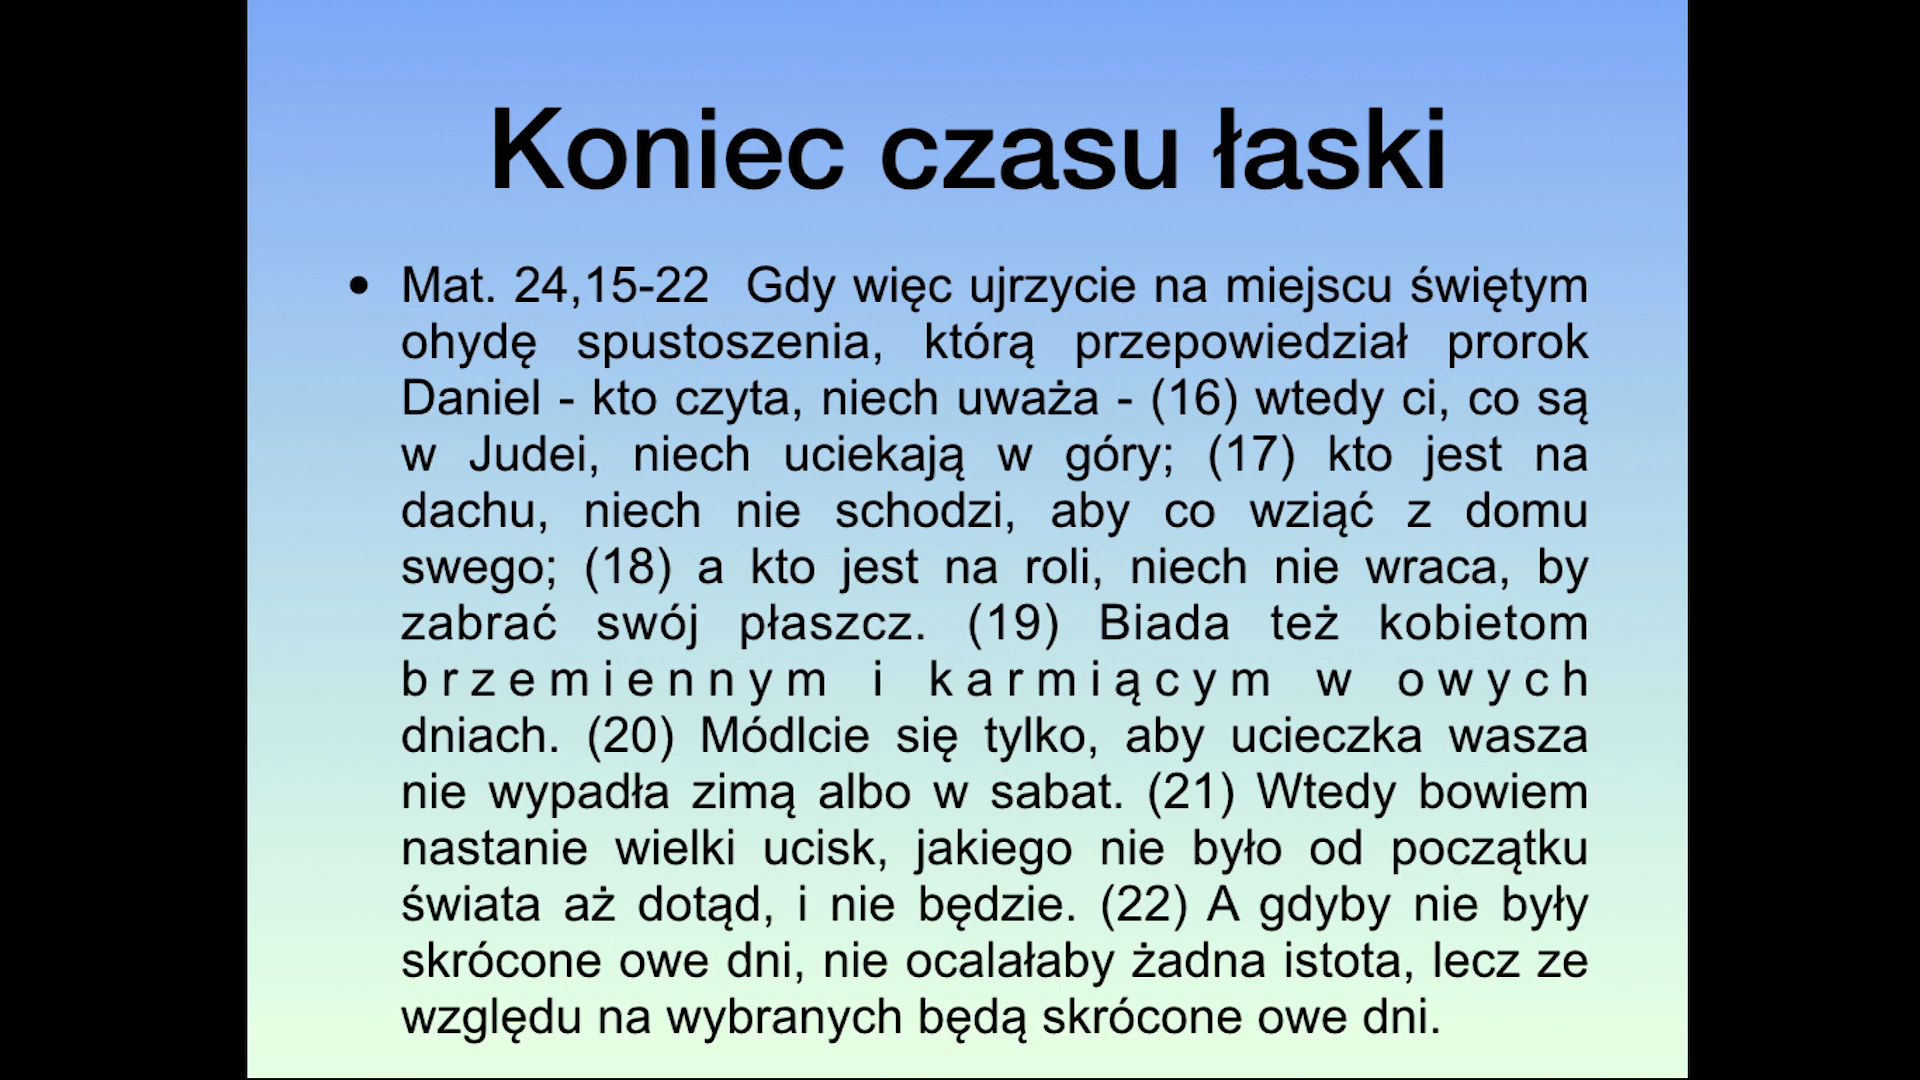 Koniec czasu łaski
• Mat. 24,15-22  Gdy więc ujrzycie na miejscu świętym
ohydę spustoszenia, którą przepowiedział prorok
Daniel - kto czyta, niech uważa - (16) wtedy ci, co są
w Judei, niech uciekają w góry; (17) kto jest na
dachu, niech nie schodzi, aby co wziąć z domu
swego; (18) a kto jest na roli, niech nie wraca, by
zabrać swój płaszcz. (19) Biada też kobietom
brzemiennym i karmiącym w owych
dniach. (20) Módlcie się tylko, aby ucieczka wasza
nie wypadła zimą albo w sabat. (21) Wtedy bowiem
nastanie wielki ucisk, jakiego nie było od początku
świata aż dotąd, i nie będzie. (22) A gdyby nie były
skrócone owe dni, nie ocalałaby żadna istota, lecz ze
względu na wybranych będą skrócone owe dni.